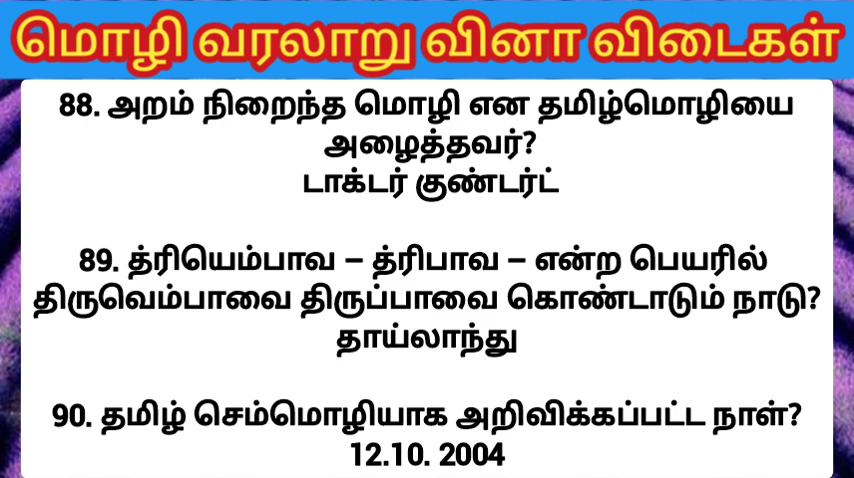 மொழி வரலாறு வினா விடைகள்
88. அறம் நிறைந்த மொழி என தமிழ்மொழியை
அழைத்தவர்?
டாக்டர் குண்டர்ட்
89. த்ரியெம்பாவ – த்ரிபாவ – என்ற பெயரில்
திருவெம்பாவை திருப்பாவை கொண்டாடும் நாடு?
தாய்லாந்து
90. தமிழ் செம்மொழியாக அறிவிக்கப்பட்ட நாள்?
12.10. 2004